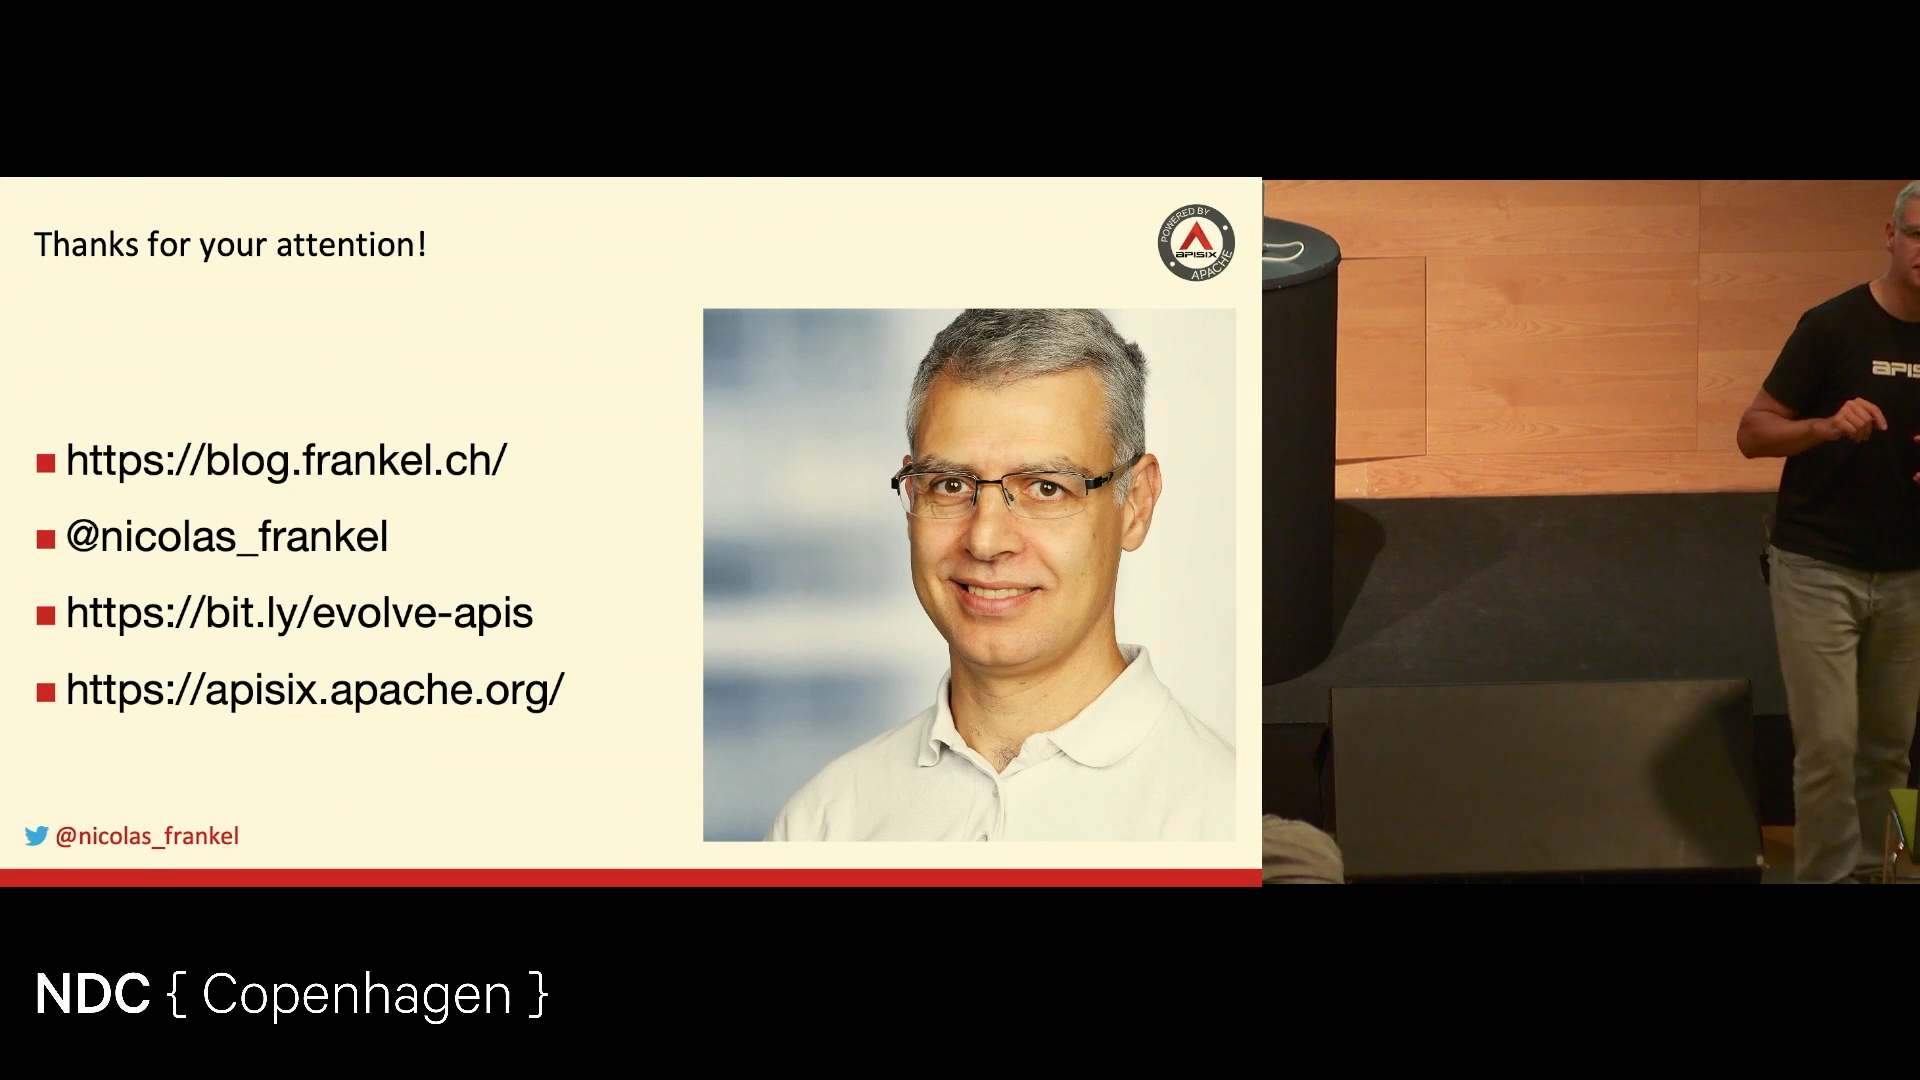 Thanks for your attention!
POWERED BY
APISIX
APACHE
https://blog.frankel.ch/
@nicolas_frankel
https://bit.ly/evolve-apis
https://apisix.apache.org/
@nicolas_frankel
APIS
NDC { Copenhagen }